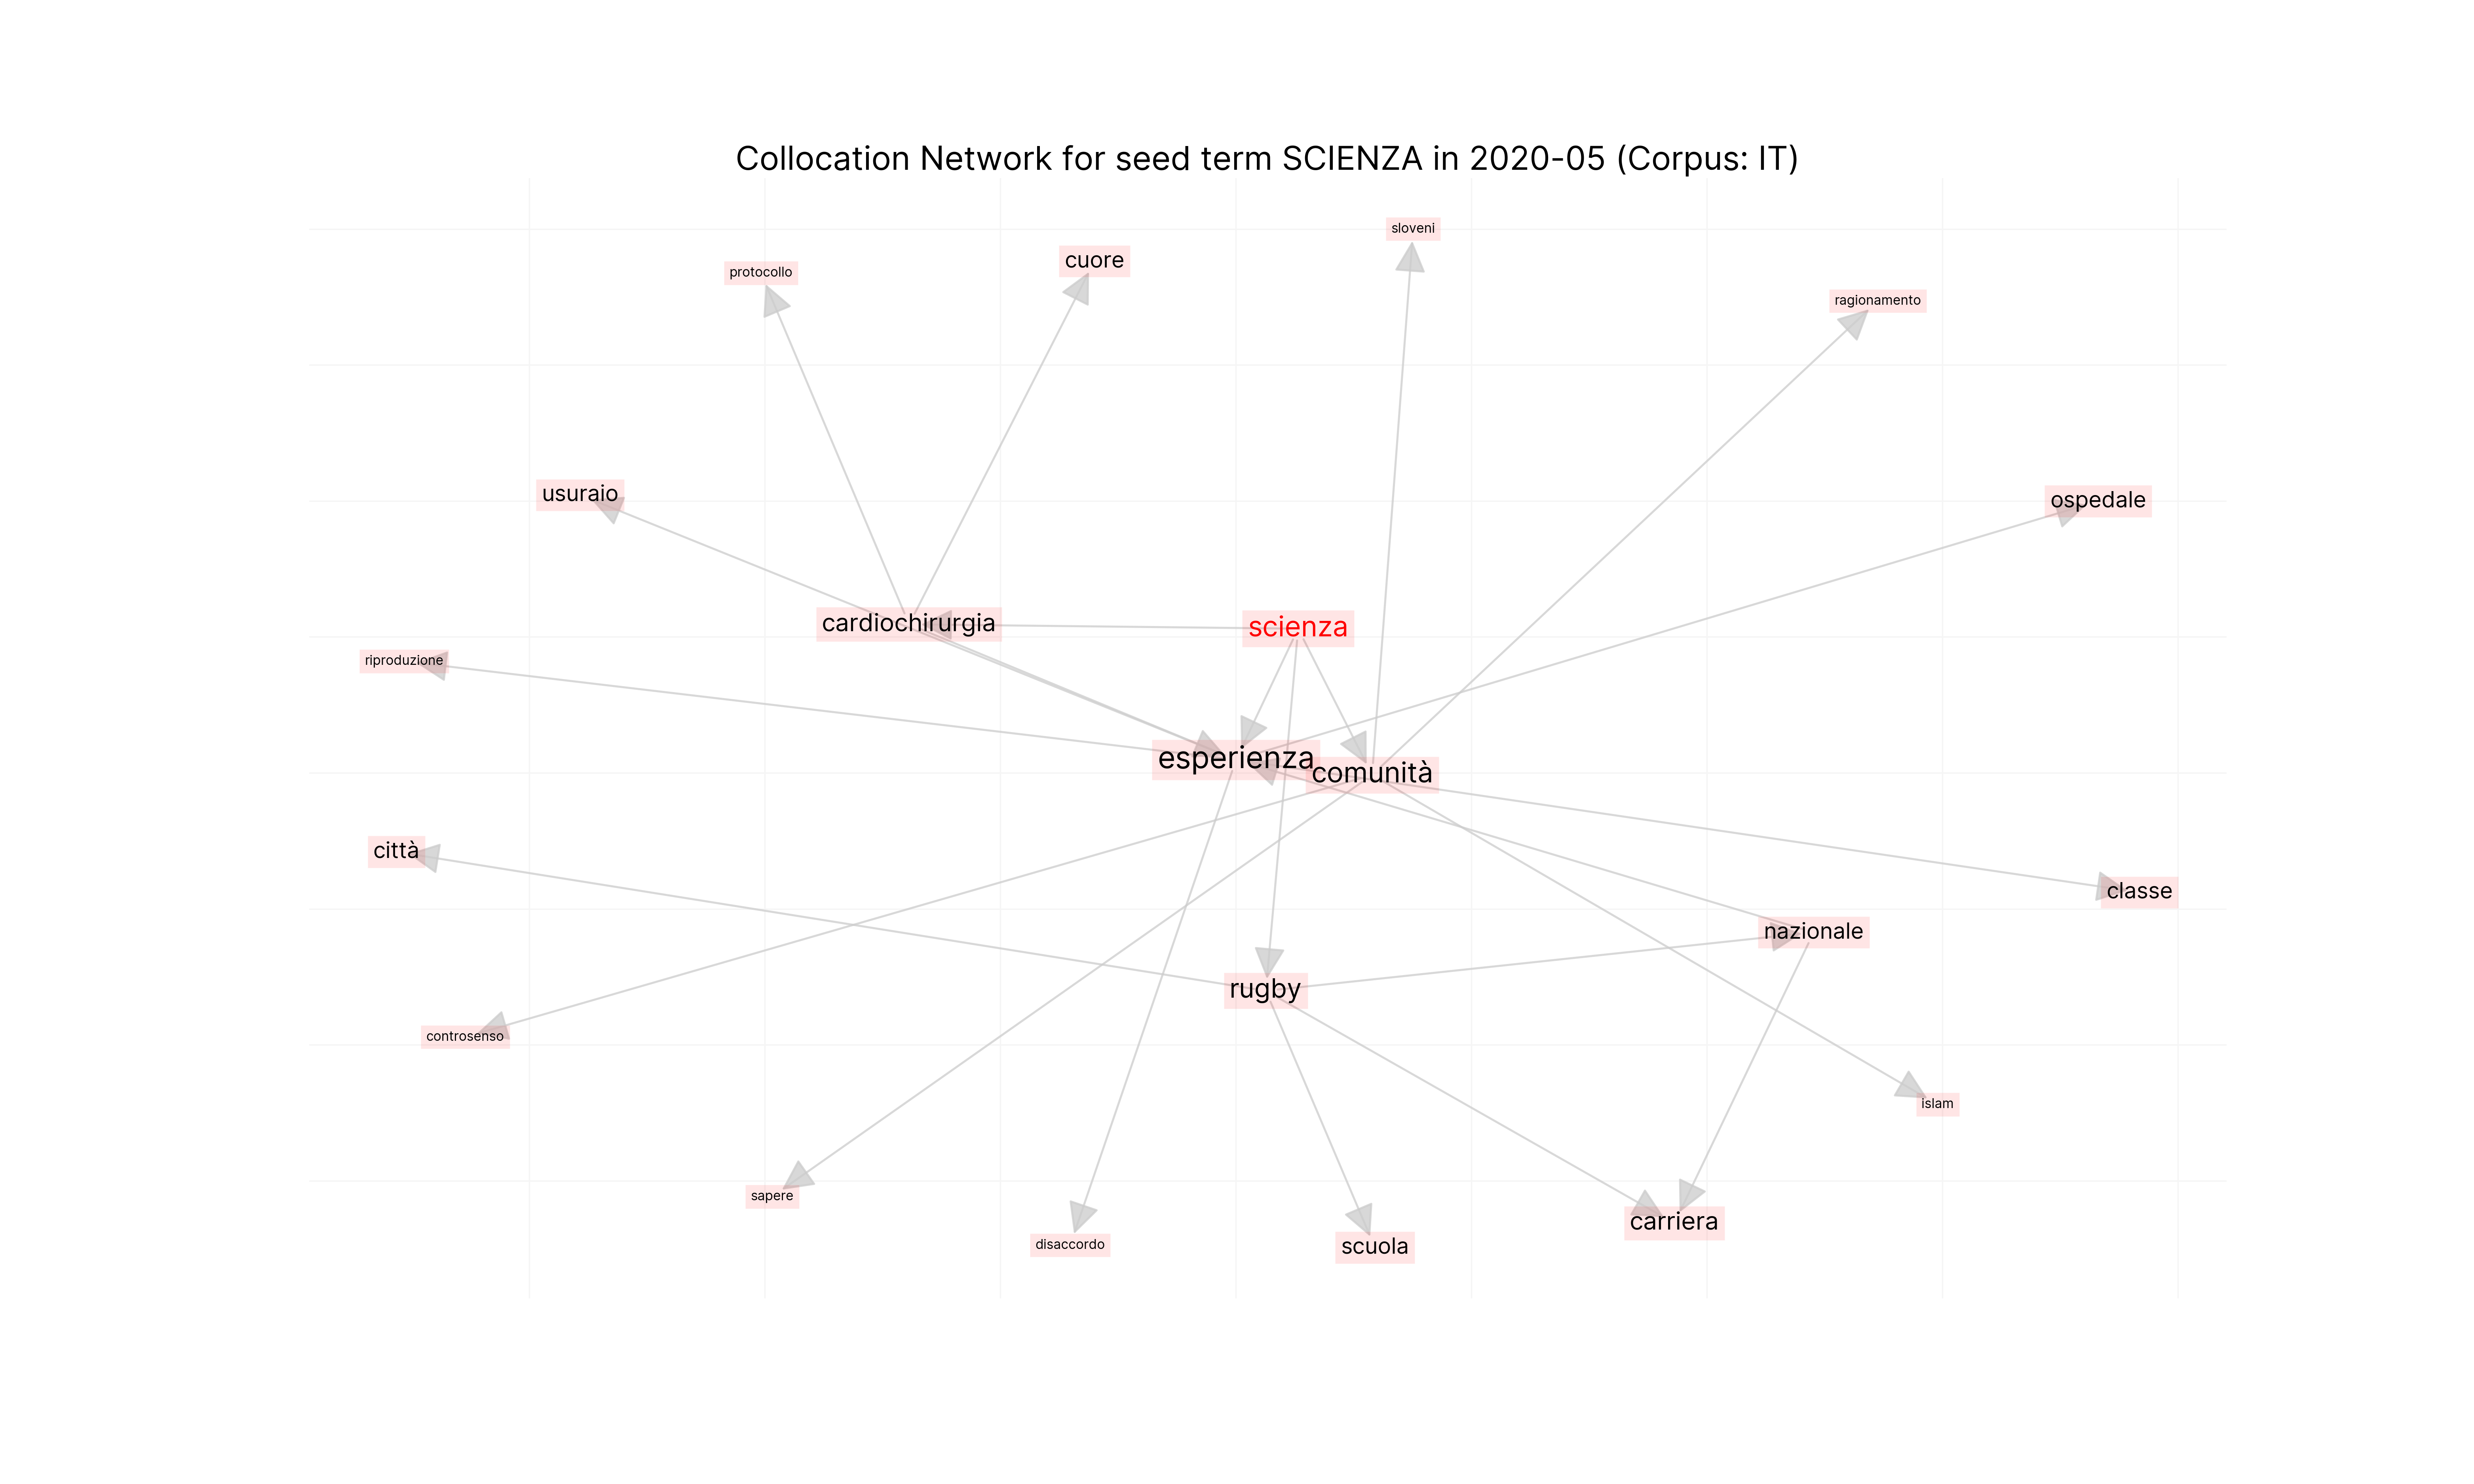 Collocation Network for seed term SCIENZA in 2020-05 (Corpus: IT)
sloveni
cuore
protocollo
ragionamento
usuraio
ospedale
cardiochirurgia
scienza
riproduzione
esperienza
comunità
città
classe
nazionale
rugby
controsenso
islam
sapere
carriera
disaccordo
scuola